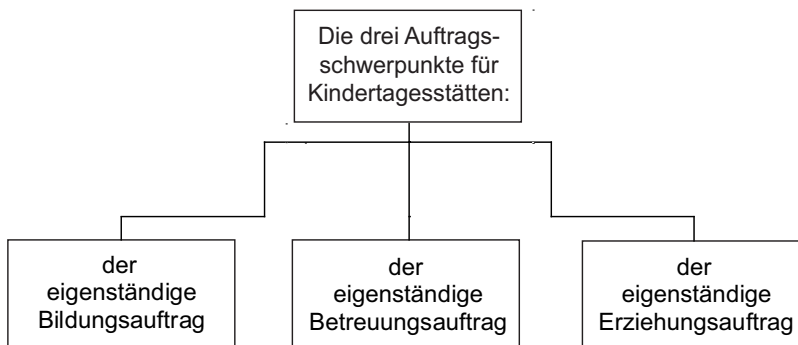 Die drei Auftrags-
schwerpunkte für
Kindertagesstätten:
der
eigenständige
Bildungsauftrag
der
eigenständige
Betreuungsauftrag
der
eigenständige
Erziehungsauftrag